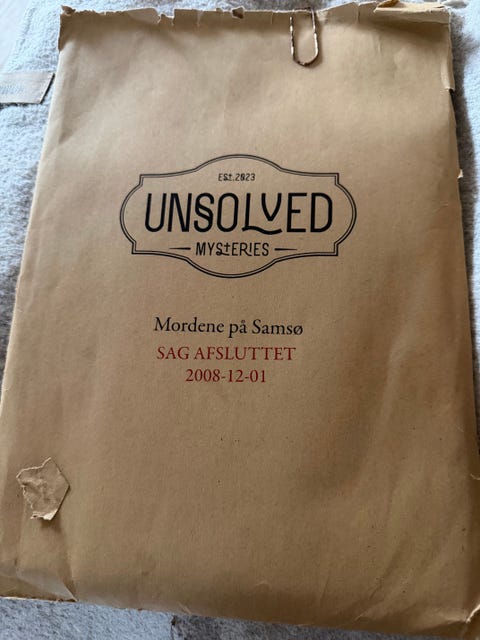 Est.2023
UNSOLVED
MYSTERIES
Mordene på Samsø
SAG AFSLUTTET
2008-12-01